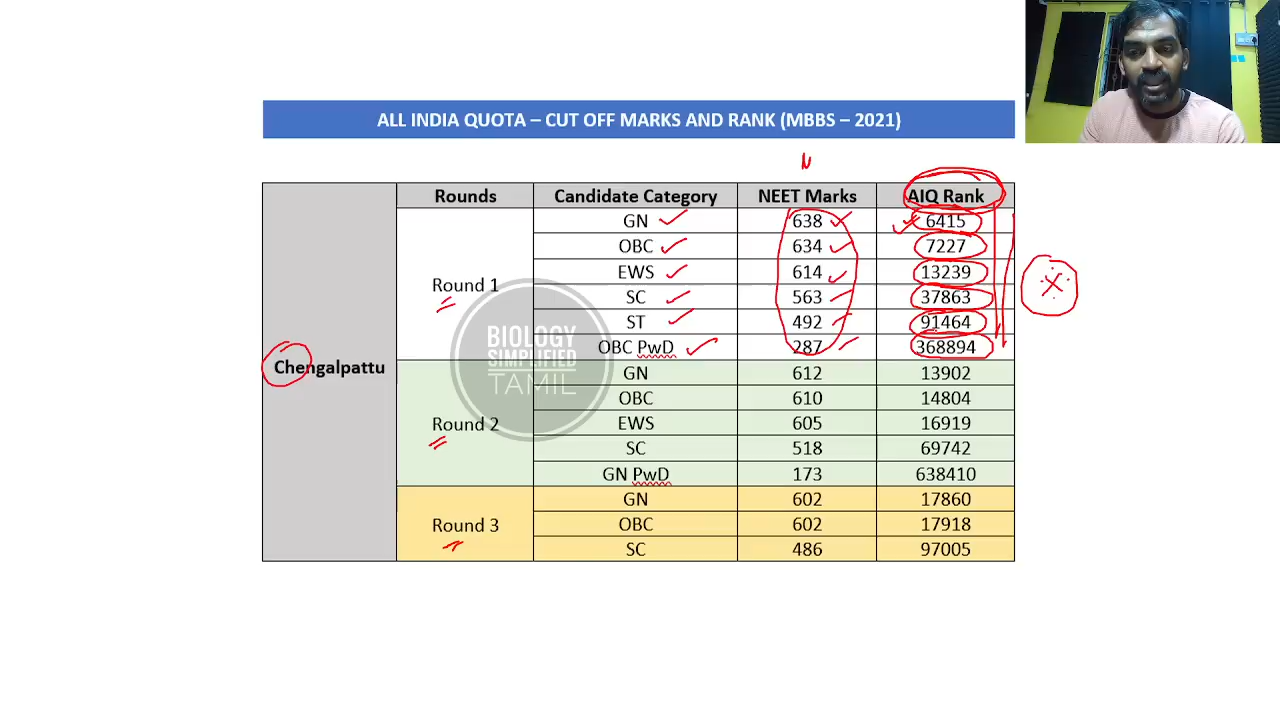 ALL INDIA QUOTA – CUT OFF MARKS AND RANK (MBBS – 2021)
N
Rounds Candidate Category NEET Marks AIQ Rank
Chengalpattu
Round 1
GN 638 6415
OBC 634 7227
EWS 614 13239
SC 563 37863
ST 492 91464
OBC PwD 287 368894
Round 2
GN 612 13902
OBC 610 14804
EWS 605 16919
SC 518 69742
GN PwD 173 638410
Round 3
GN 602 17860
OBC 602 17918
SC 486 97005
BIOLOGY
SIMPLIFIED
TAMIL